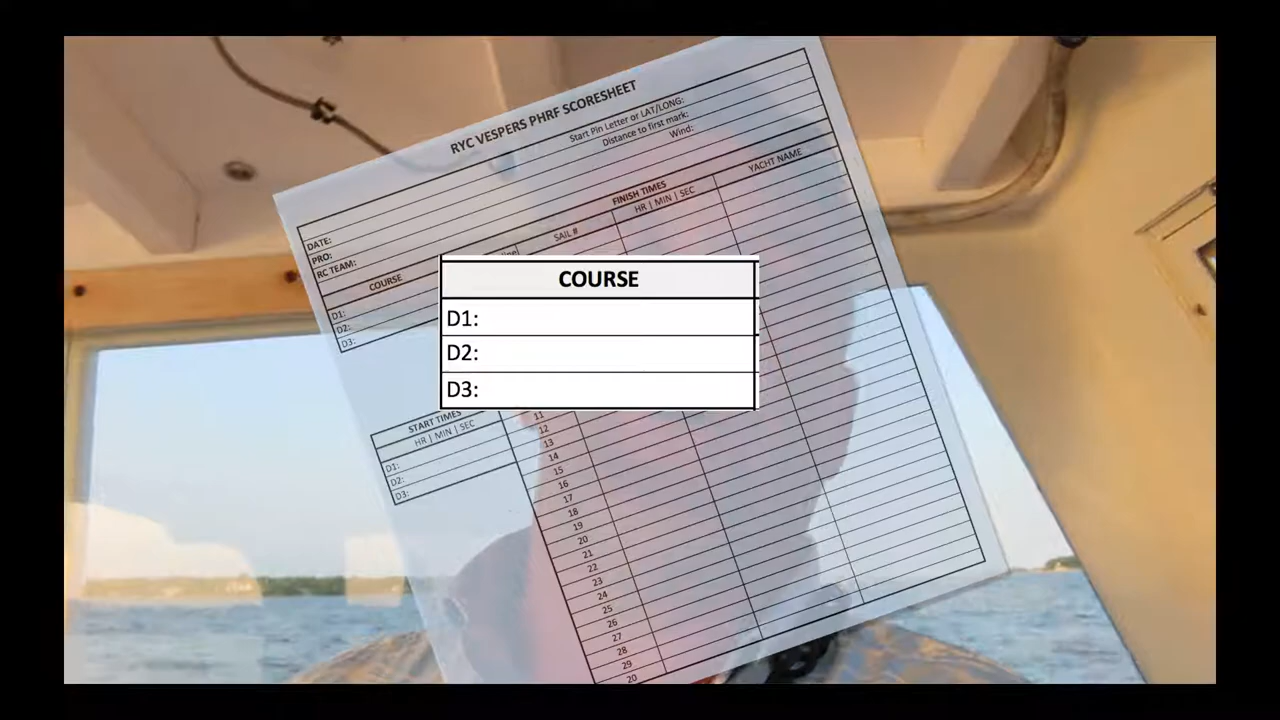 RYC VESPERS PHRF SCORESHEET
Start Pin Letter or LAT/LONG:
Distance to first mark:
Wind:
DATE:
PRO:
RC TEAM:
COURSE
SAIL #
FINISH TIMES
HR | MIN | SEC
YACHT NAME
D1:
D2:
D3:
COURSE
D1:
D2:
D3:
START TIMES
HR | MIN | SEC
D1:
D2:
D3:
11
12
13
14
15
16
17
18
19
20
21
22
23
24
25
26
27
28
29
20